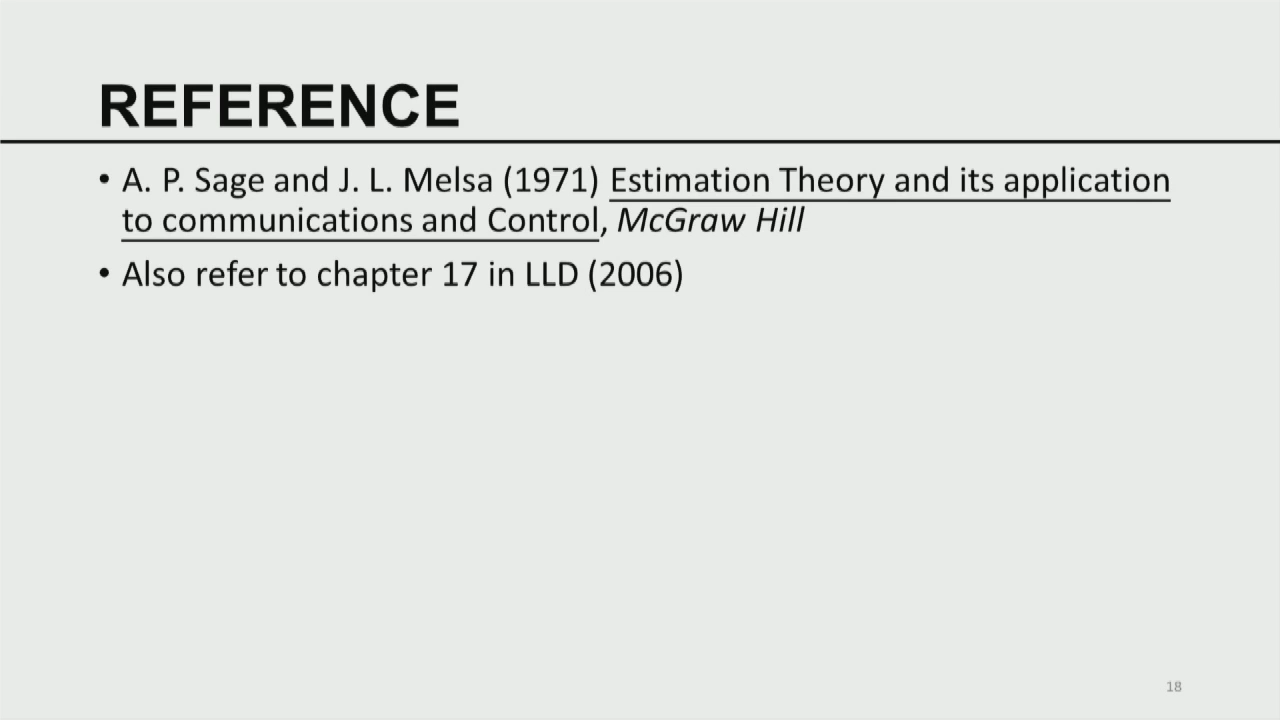 REFERENCE
• A. P. Sage and J. L. Melsa (1971) Estimation Theory and its application
to communications and Control, McGraw Hill
• Also refer to chapter 17 in LLD (2006)
18